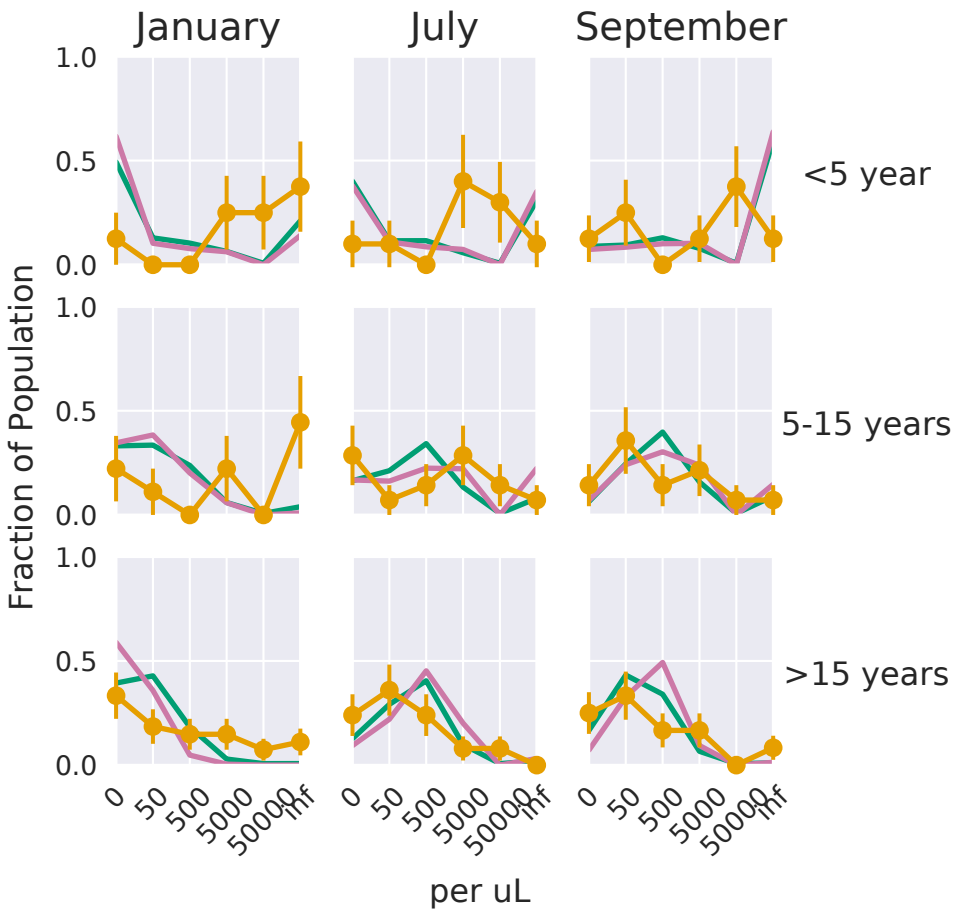 January July September
1.0
0.5
0.0
<5 year
1.0
0.5
0.0
5-15 years
1.0
0.5
0.0
>15 years
Fraction of Population
0 50 500 5000 50000 inf
0 50 500 5000 50000 inf
0 50 500 5000 50000 inf
per uL